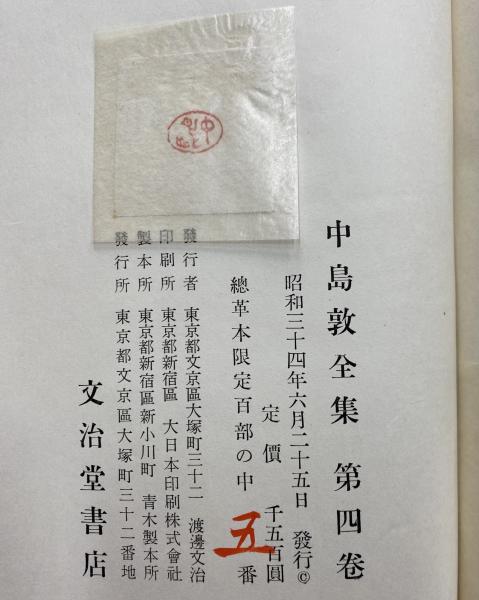 中島敦全集 第四卷
昭和三十四年六月二十五日 發行©
定價 千五百圓
總革本限定百部の中 五 番
發行者 東京都文京區大塚町三十二 渡邊文治
印刷所 東京都新宿區 大日本印刷株式會社
製本所 東京都新宿區新小川町 青木製本所
發行所 東京都文京區大塚町三十二番地
文治堂書店